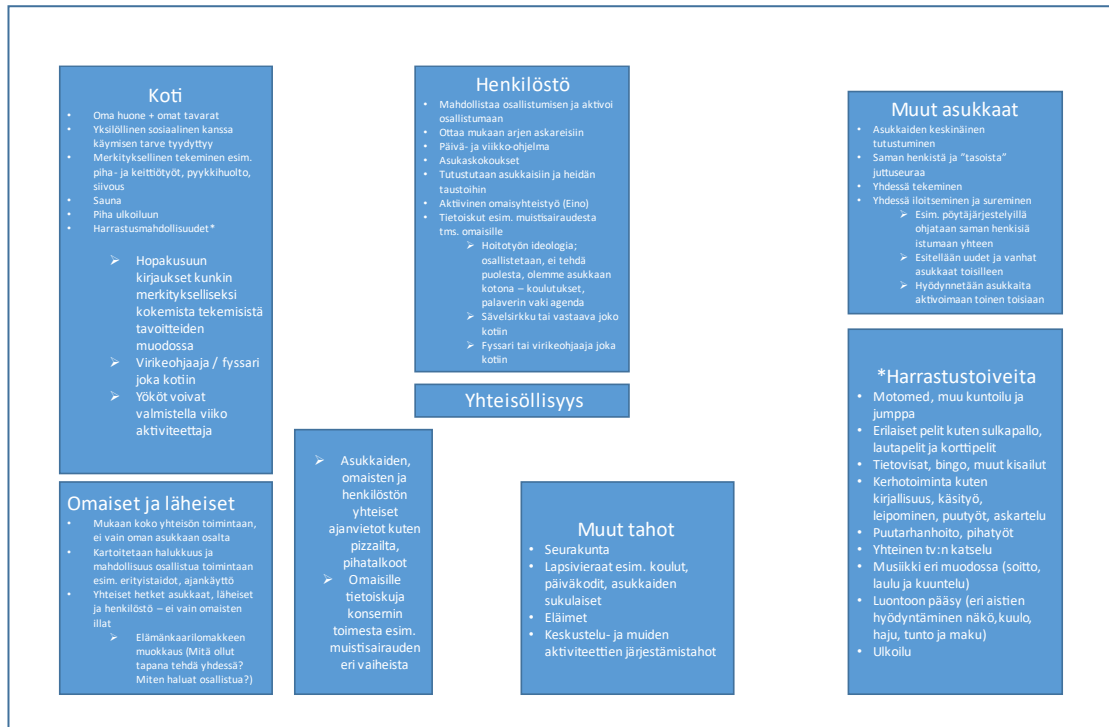 Koti
• Oma huone + omat tavarat
• Yksilöllinen sosiaalinen kanssa
käymisen tarve tyydyttyy
• Merkityksellinen tekeminen esim.
piha- ja keittiötyöt, pyykkihuolto,
siivous
• Sauna
• Piha ulkoiluun
• Harrastusmahdollisuudet*
➢ Hopakusuun
kirjaukset kunkin
merkitykselliseksi
kokemista tekemisistä
tavoitteiden
muodossa
➢ Virikeohjaaja / fyssari
joka kotiin
➢ Yököt voivat
valmistella viiko
aktiviteettaja
Henkilöstö
• Mahdollistaa osallistumisen ja aktivoi
osallistumaan
• Ottaa mukaan arjen askareisiin
• Päivä- ja viikko-ohjelma
• Asukaskokoukset
• Tutustutaan asukkaisiin ja heidän
taustoihin
• Aktiivinen omaisyhteistyö (Eino)
• Tietoiskut esim. muistisairaudesta
tms. omaisille
➢ Hoitotyön ideologia;
osallistetaan, ei tehdä
puolesta, olemme asukkaan
kotona – koulutukset,
palaverin vaki agenda
➢ Sävelsirkku tai vastaava joko
kotiin
➢ Fyssari tai virikeohjaaja joka
kotiin
Muut asukkaat
• Asukkaiden keskinäinen
tutustuminen
• Saman henkistä ja ”tasoista”
juttuseuraa
• Yhdessä tekeminen
• Yhdessä iloitseminen ja sureminen
➢ Esim. pöytäjärjestelyillä
ohjataan saman henkisiä
istumaan yhteen
➢ Esitellään uudet ja vanhat
asukkaat toisilleen
➢ Hyödynnetään asukkaita
aktivoimaan toinen toisiaan
Yhteisöllisyys
Omaiset ja läheiset
• Mukaan koko yhteisön toimintaan,
ei vain oman asukkaan osalta
• Kartoitetaan halukkuus ja
mahdollisuus osallistua toimintaan
esim. erityistaidot, ajankäyttö
• Yhteiset hetket asukkaat, läheiset
ja henkilöstö – ei vain omaisten
illat
➢ Elämänkaarilomakkeen
muokkaus (Mitä ollut
tapana tehdä yhdessä?
Miten haluat osallistua?)
➢ Asukkaiden,
omaisten ja
henkilöstön
yhteiset
ajanvietot kuten
pizzailta,
pihatalkoot
➢ Omaisille
tietoiskuja
konsernin
toimesta esim.
muistisairauden
eri vaiheista
Muut tahot
• Seurakunta
• Lapsivieraat esim. koulut,
päiväkodit, asukkaiden
sukulaiset
• Eläimet
• Keskustelu- ja muiden
aktiviteettien järjestämistahot
*Harrastustoiveita
• Motomed, muu kuntoilu ja
jumppa
• Erilaiset pelit kuten sulkapallo,
lautapelit ja korttipelit
• Tietovisat, bingo, muut kisailut
• Kerhotoiminta kuten
kirjallisuus, käsityö,
leipominen, puutyöt, askartelu
• Puutarhanhoito, pihatyöt
• Yhteinen tv:n katselu
• Musiikki eri muodossa (soitto,
laulu ja kuuntelu)
• Luontoon pääsy (eri aistien
hyödyntäminen näkö,kuulo,
haju, tunto ja maku)
• Ulkoilu